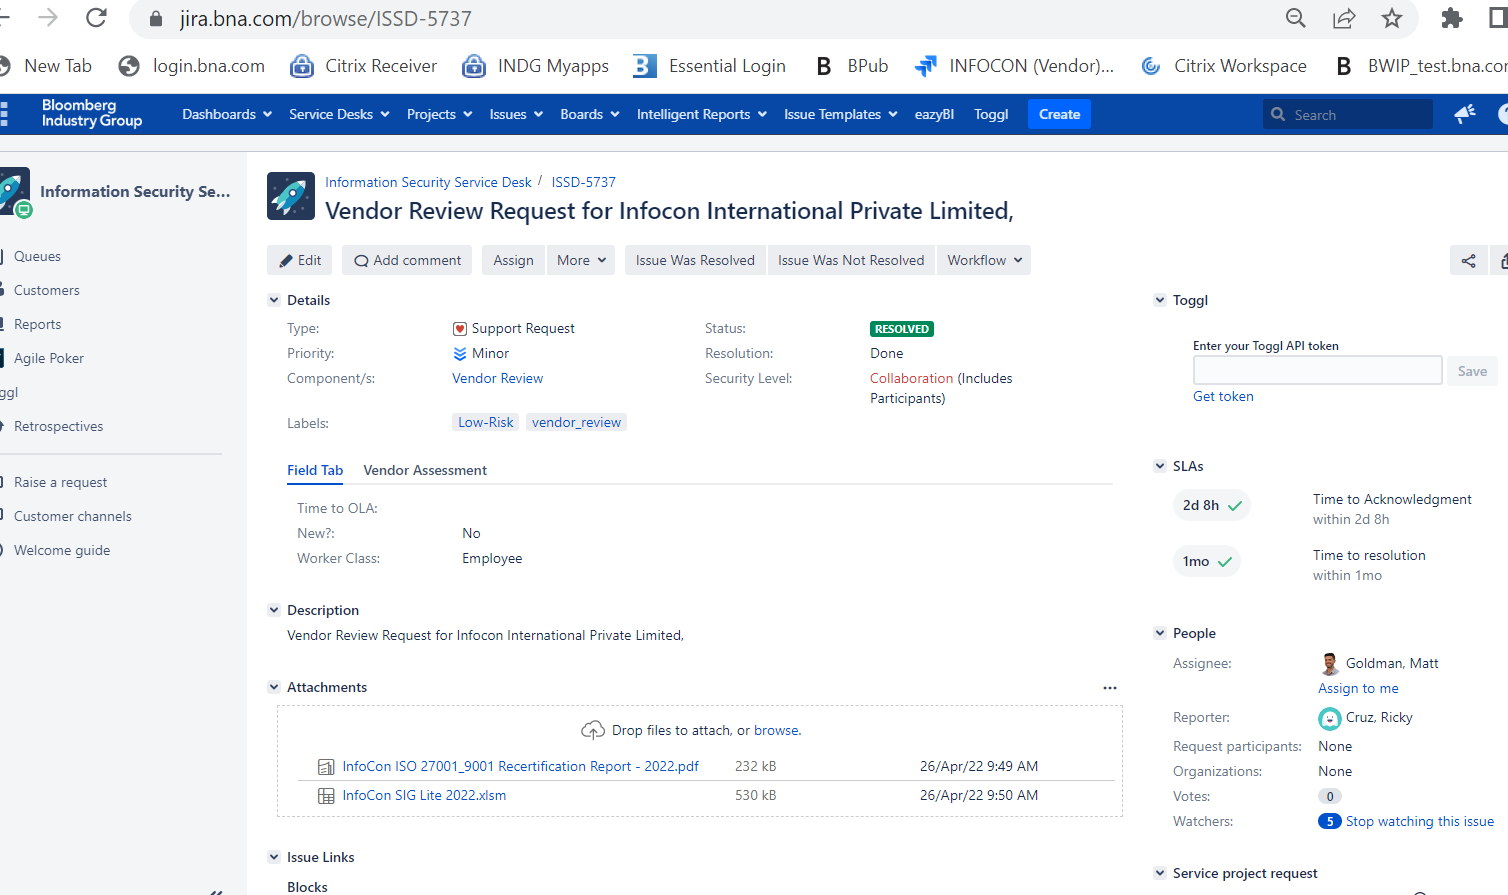 jira.bna.com/browse/ISSD-5737
New Tab login.bna.com Citrix Receiver INDG Myapps Essential Login B BPub INFOCON (Vendor)... Citrix Workspace B BWIP_test.bna.co
Bloomberg
Industry Group
Dashboards Service Desks Projects Issues Boards Intelligent Reports Issue Templates eazyBI Toggl Create Search
Information Security Se...
Queues
Customers
Reports
Agile Poker
ggl
Retrospectives
Raise a request
Customer channels
Welcome guide
Information Security Service Desk / ISSD-5737
Vendor Review Request for Infocon International Private Limited,
Edit Add comment Assign More Issue Was Resolved Issue Was Not Resolved Workflow
Details
Type: Support Request Status: RESOLVED
Priority: Minor Resolution: Done
Component/s: Vendor Review Security Level: Collaboration (Includes
Participants)
Labels: Low-Risk vendor_review
Field Tab Vendor Assessment
Time to OLA:
New?: No
Worker Class: Employee
Description
Vendor Review Request for Infocon International Private Limited,
Attachments
Drop files to attach, or browse.
InfoCon ISO 27001_9001 Recertification Report - 2022.pdf 232 kB 26/Apr/22 9:49 AM
InfoCon SIG Lite 2022.xlsm 530 kB 26/Apr/22 9:50 AM
Issue Links
Blocks
Toggl
Enter your Toggl API token
Save
Get token
SLAs
2d 8h Time to Acknowledgment
within 2d 8h
1mo Time to resolution
within 1mo
People
Assignee: Goldman, Matt
Assign to me
Reporter: Cruz, Ricky
Request participants: None
Organizations: None
Votes: 0
Watchers: 5 Stop watching this issue
Service project request